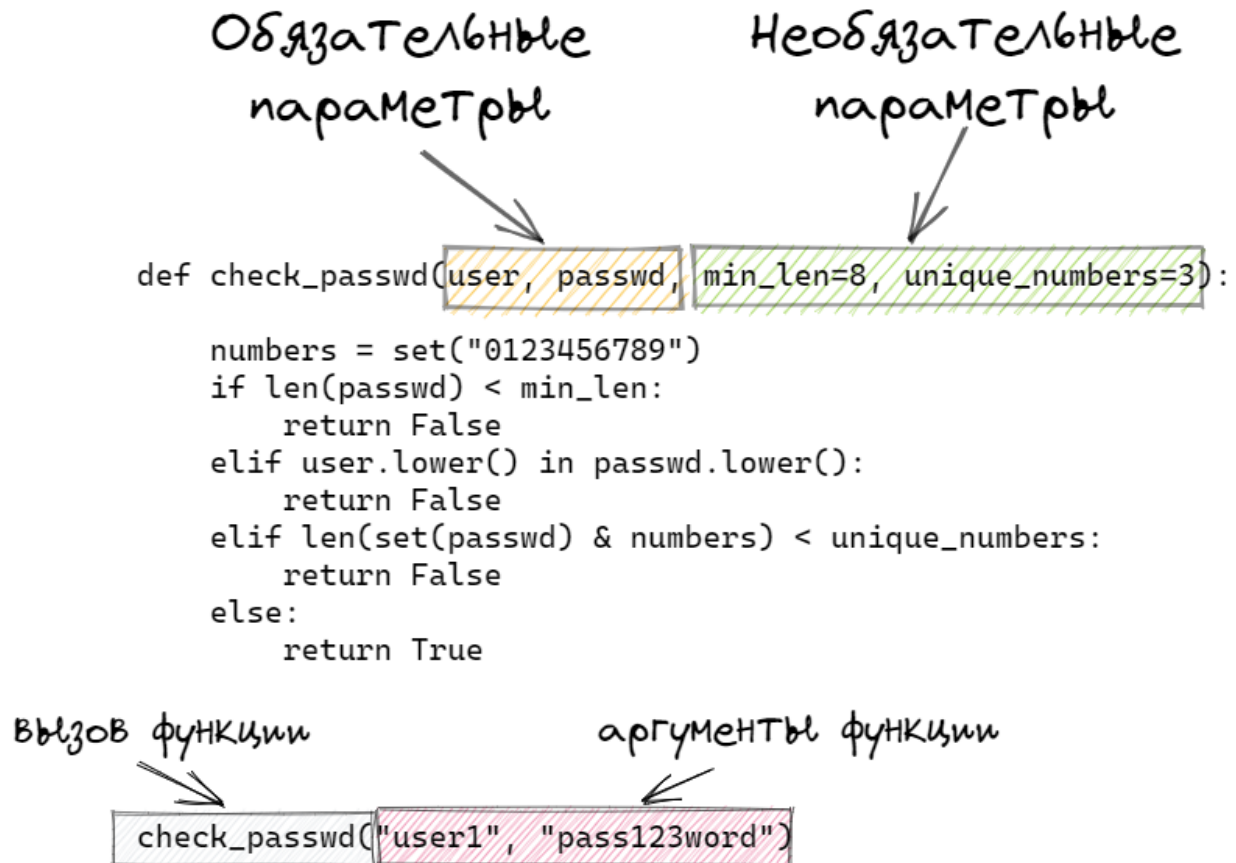 Обязательные Необязательные
параметры параметры
def check_passwd(user, passwd, min_len=8, unique_numbers=3):
    numbers = set("0123456789")
    if len(passwd) < min_len:
        return False
    elif user.lower() in passwd.lower():
        return False
    elif len(set(passwd) & numbers) < unique_numbers:
        return False
    else:
        return True
вызов функции аргументы функции
check_passwd("user1", "pass123word")